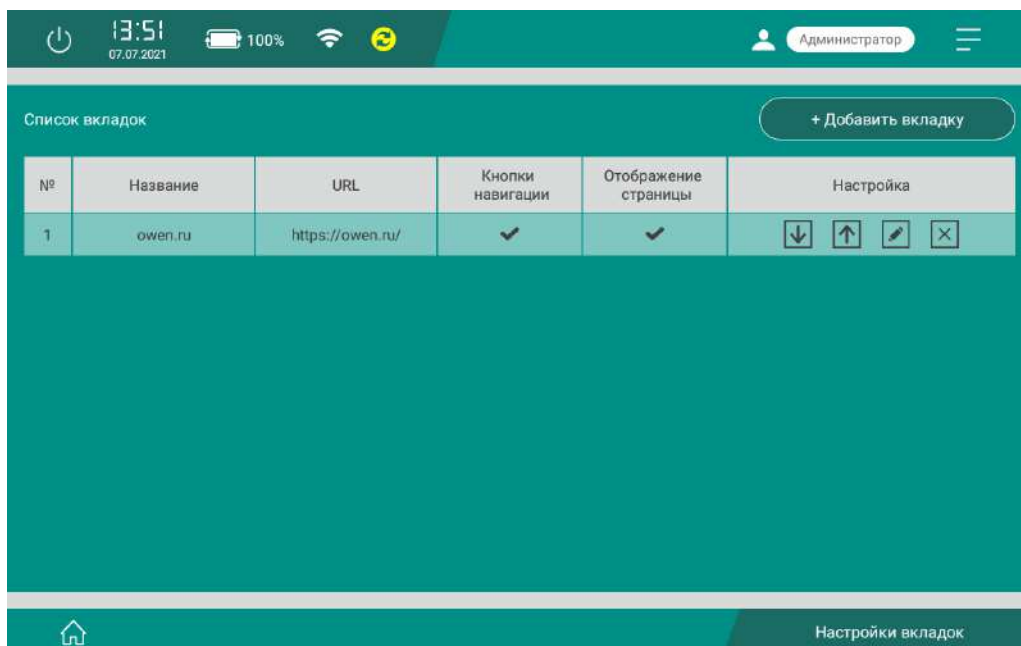 13:51
07.07.2021
100%
Администратор
Список вкладок
+ Добавить вкладку
№
Название
URL
Кнопки навигации
Отображение страницы
Настройка
1
owen.ru
https://owen.ru/
Настройки вкладок